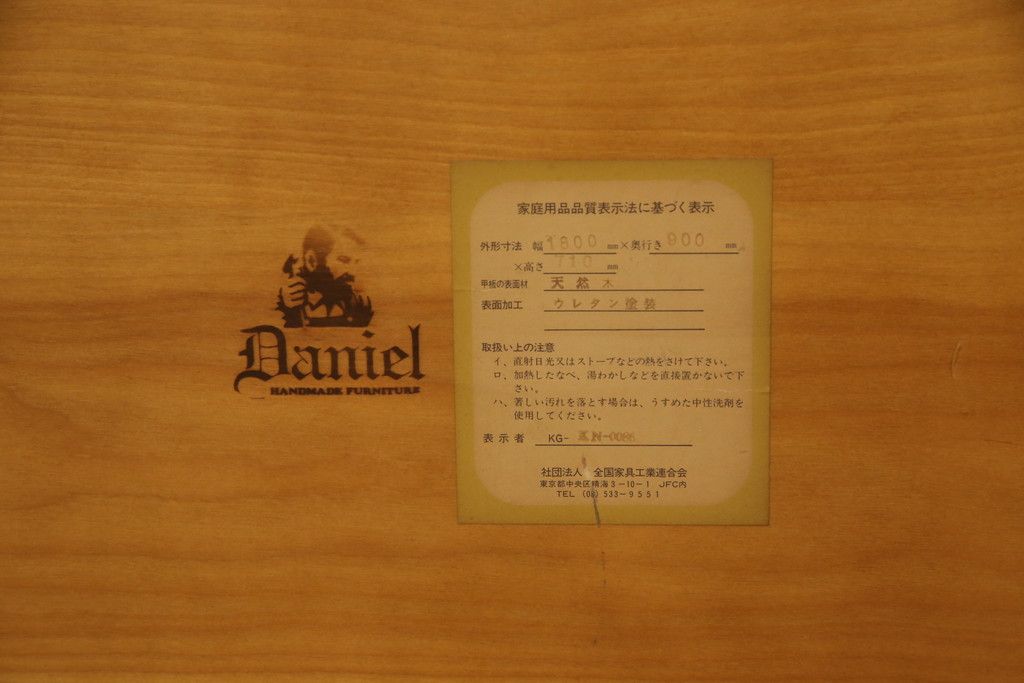 Daniel
HANDMADE FURNITURE
家庭用品品質表示法に基づく表示
外形寸法 幅 1800 mm×奥行き 900 mm
×高さ 710 mm
甲板の表面材 天然木
表面加工 ウレタン塗装
取扱い上の注意
イ、直射日光又はストーブなどの熱をさけて下さい。
ロ、加熱したなべ、湯わかしなどを直接置かないで下
さい。
ハ、著しい汚れを落とす場合は、うすめた中性洗剤を
使用してください。
表示者 KG-
社団法人 全国家具工業連合会
東京都中央区晴海3-10-1 JFC内
TEL (03) 533-9551